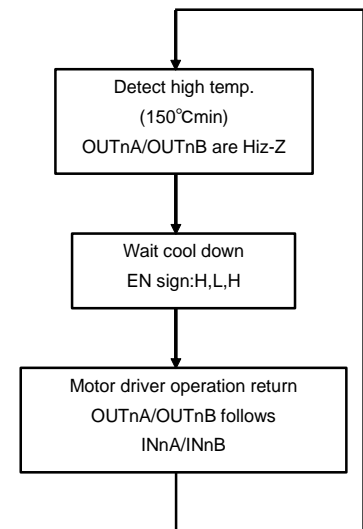 Detect high temp.
(150℃min)
OUTnA/OUTnB are Hiz-Z
Wait cool down
EN sign:H,L,H
Motor driver operation return
OUTnA/OUTnB follows
INnA/INnB